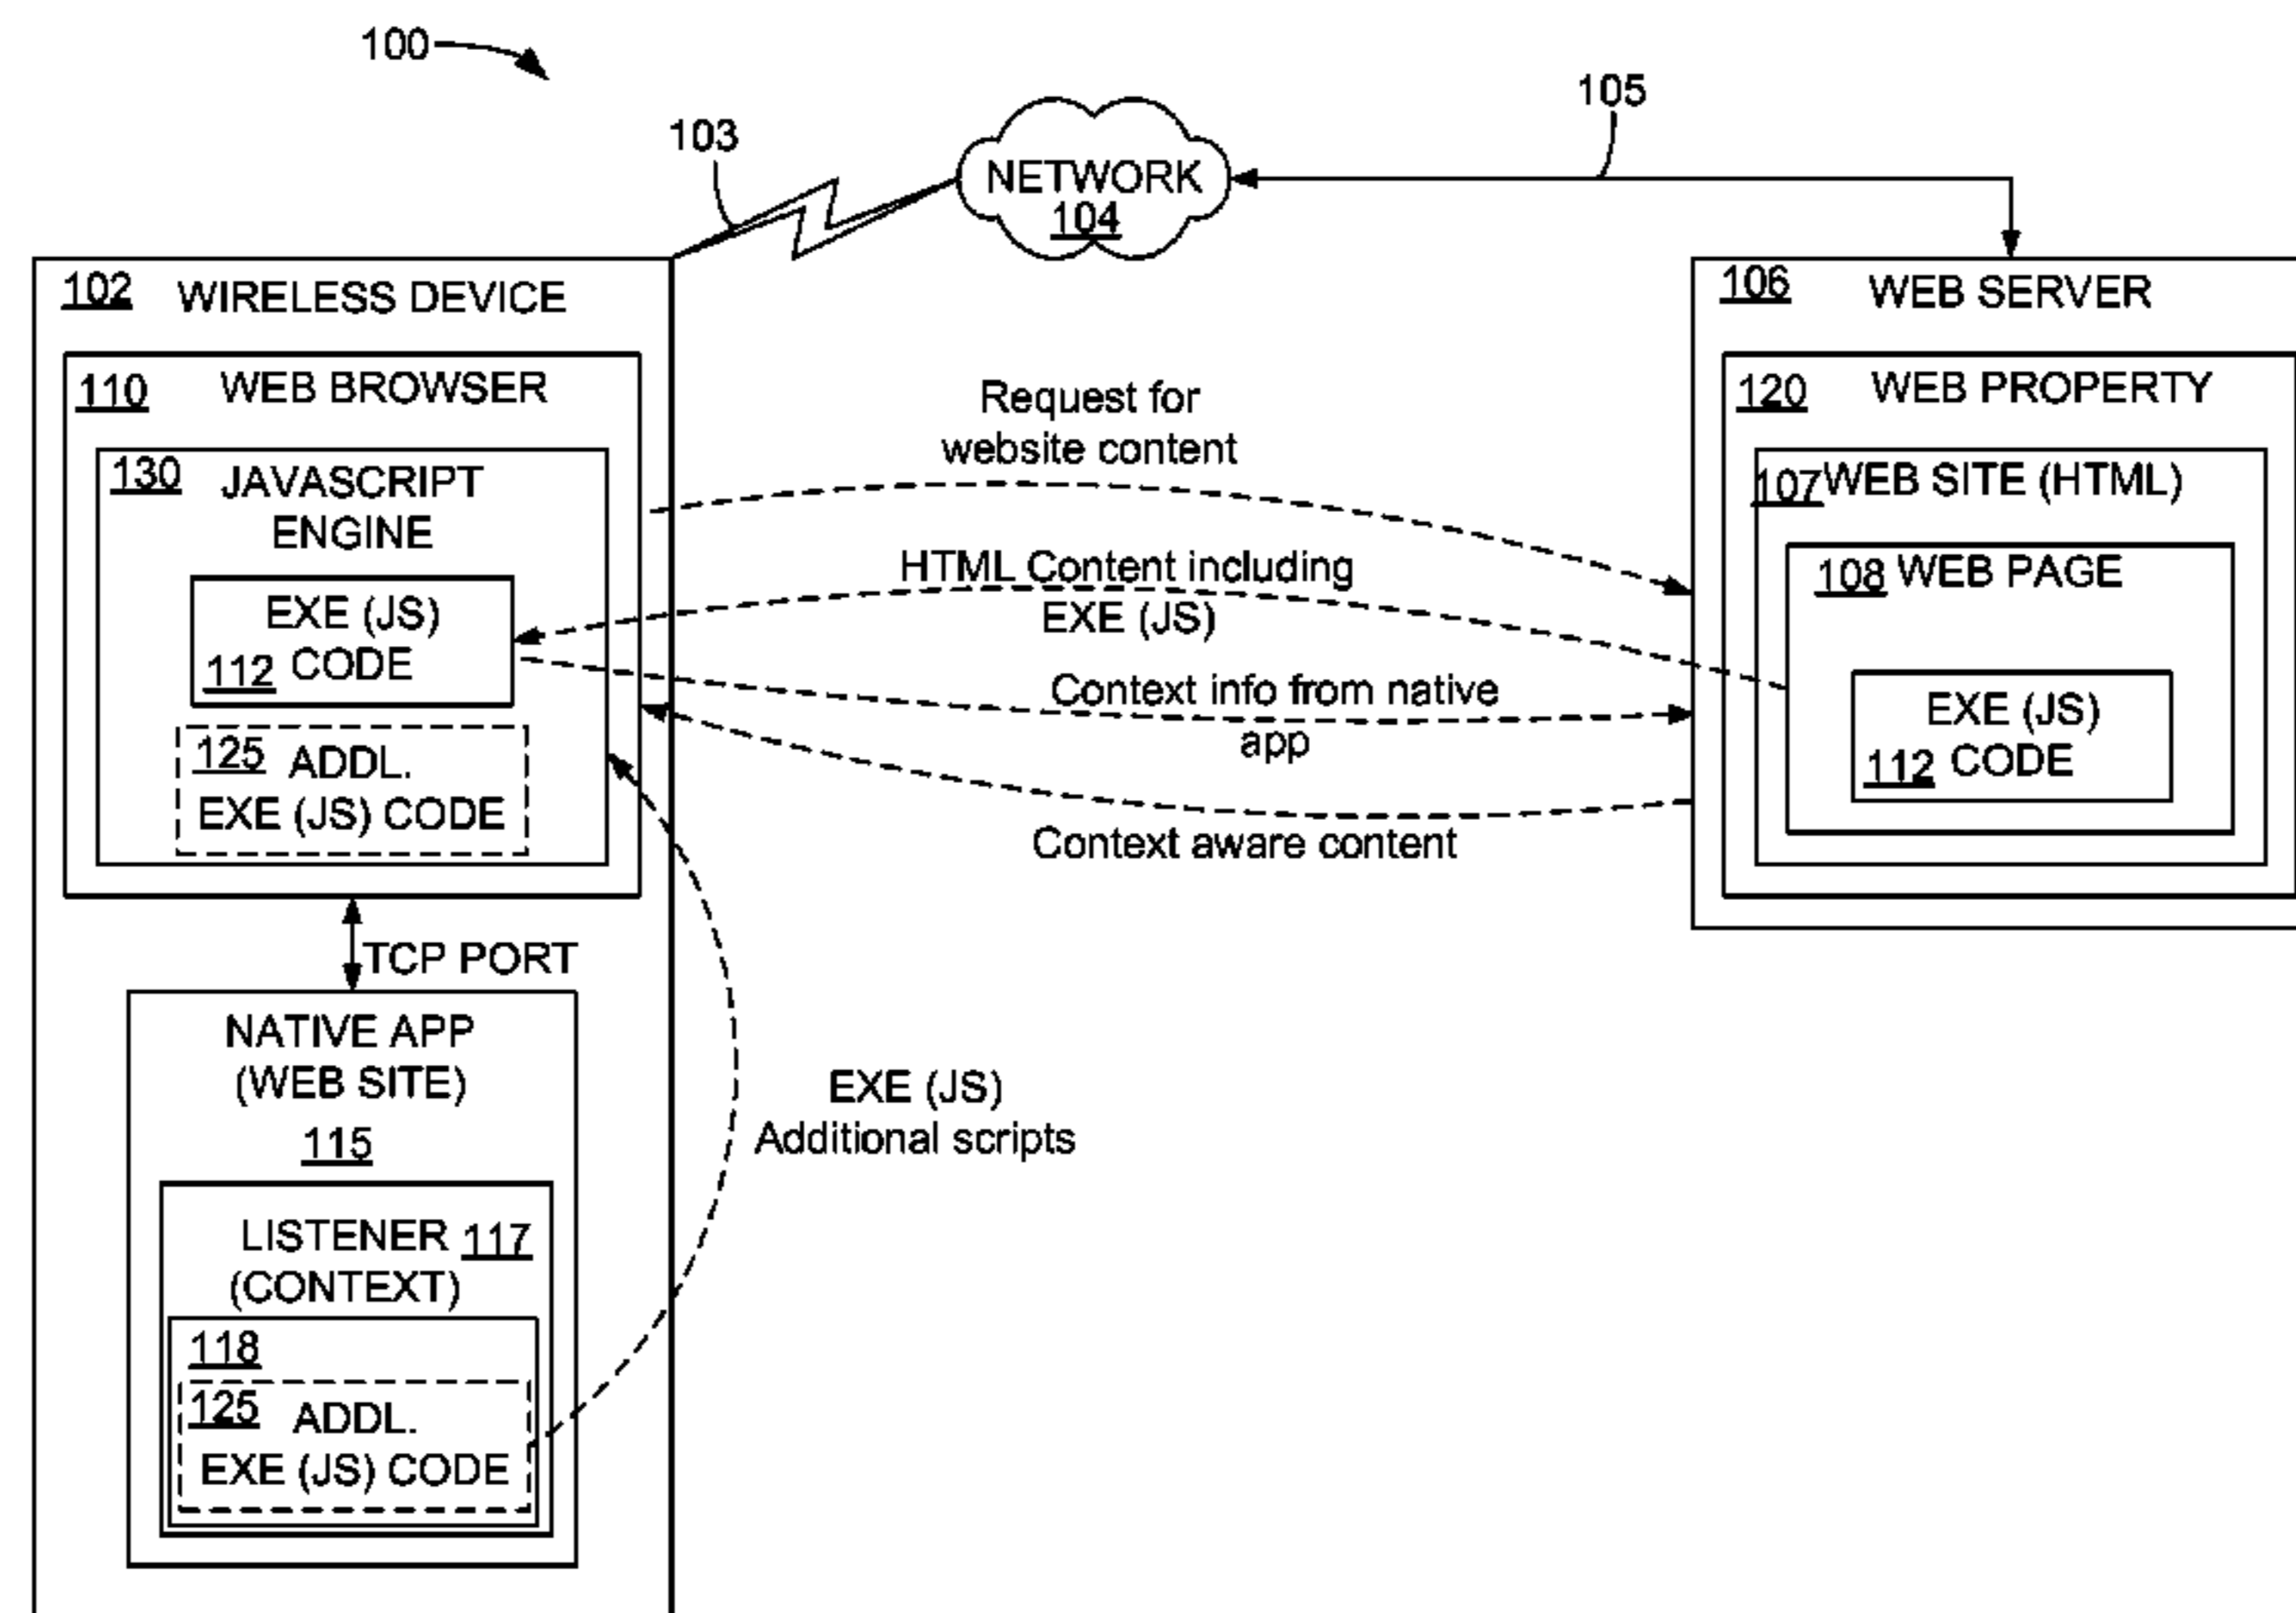 100
103
NETWORK
104
105
102 WIRELESS DEVICE
110 WEB BROWSER
130 JAVASCRIPT
ENGINE
EXE (JS)
112 CODE
125 ADDL.
EXE (JS) CODE
TCP PORT
NATIVE APP
(WEB SITE)
115
LISTENER 117
(CONTEXT)
118
125 ADDL.
EXE (JS) CODE
Request for
website content
HTML Content including
EXE (JS)
Context info from native
app
Context aware content
EXE (JS)
Additional scripts
106 WEB SERVER
120 WEB PROPERTY
107 WEB SITE (HTML)
108 WEB PAGE
EXE (JS)
112 CODE